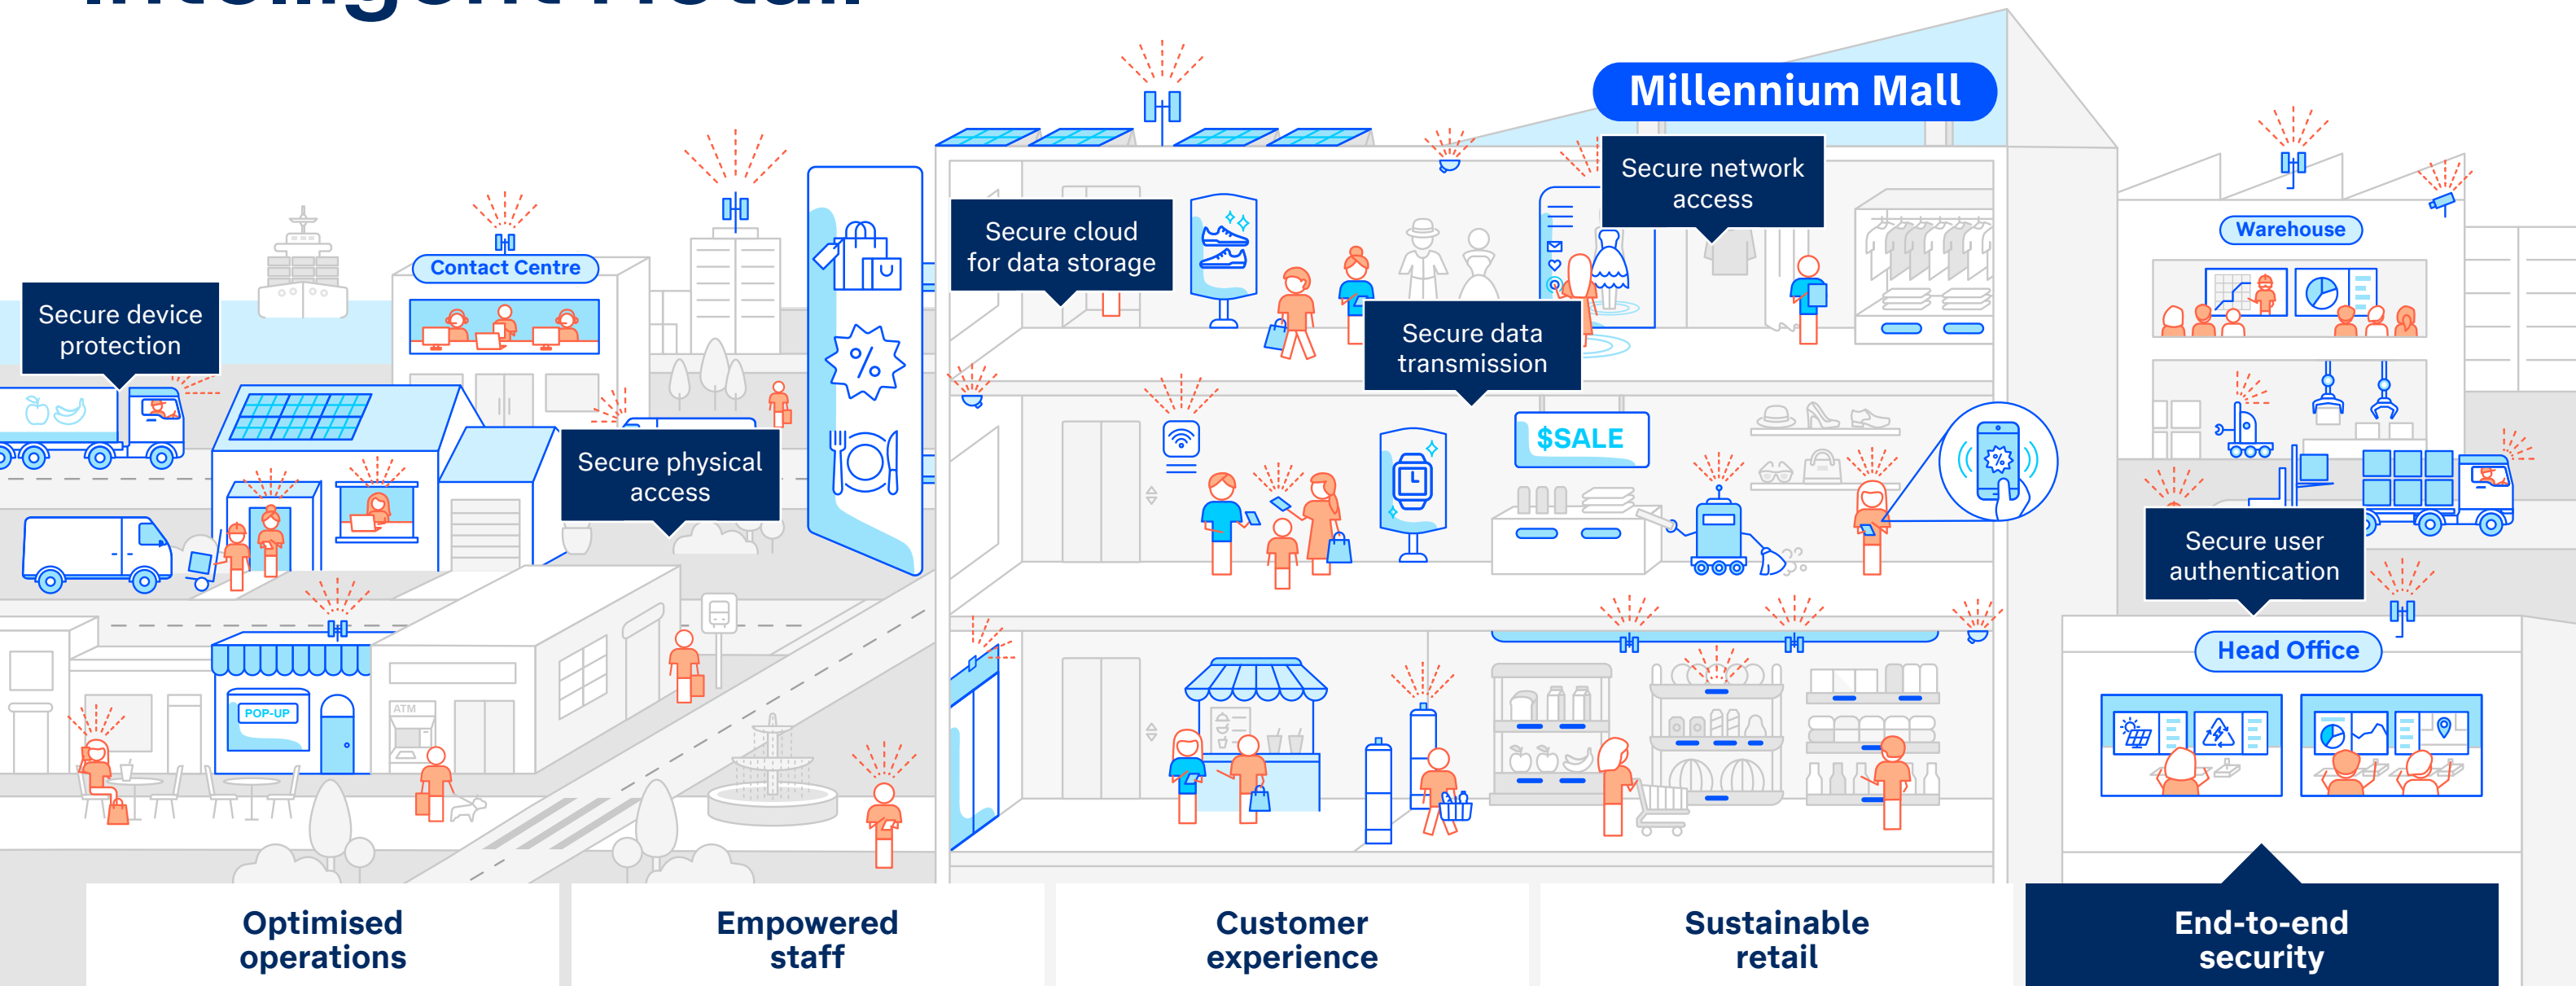 Intelligent Retail
Millennium Mall
Secure network
access
Secure cloud
for data storage
Warehouse
Contact Centre
Secure device
protection
Secure data
transmission
%
$SALE
%
Secure physical
access
Secure user
authentication
Head Office
POP-UP
ATM
Optimised
operations
Empowered
staff
Customer
experience
Sustainable
retail
End-to-end
security